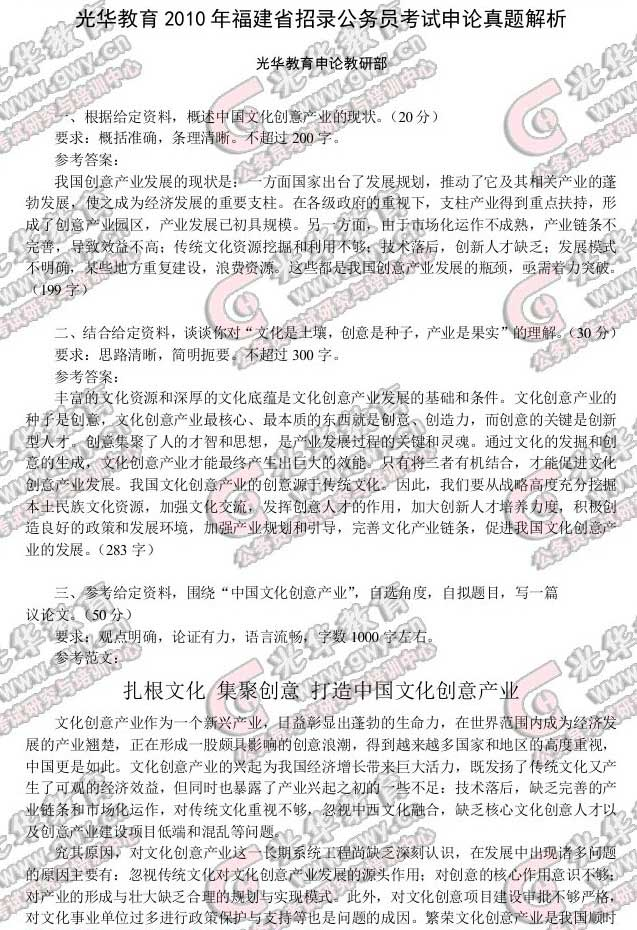 光华教育 2010 年福建省招录公务员考试申论真题解析
光华教育申论教研部
一、根据给定资料，概述中国文化创意产业的现状。（20 分）
要求：概括准确，条理清晰。不超过 200 字。
参考答案：
我国创意产业发展的现状是：一方面国家出台了发展规划，推动了它及其相关产业的蓬
勃发展，使之成为经济发展的重要支柱。在各级政府的重视下，支柱产业得到重点扶持，形
成了创意产业园区，产业发展已初具规模。另一方面，由于市场化运作不成熟，产业链条不
完善，导致效益不高；传统文化资源挖掘和利用不够；技术落后，创新人才缺乏；发展模式
不明确，某些地方重复建设，浪费资源。这些都是我国创意产业发展的瓶颈，亟需着力突破。
（199 字）
二、结合给定资料，谈谈你对“文化是土壤，创意是种子，产业是果实”的理解。（30 分）
要求：思路清晰，简明扼要。不超过 300 字。
参考答案：
丰富的文化资源和深厚的文化底蕴是文化创意产业发展的基础和条件。文化创意产业的
种子是创意，文化创意产业最核心、最本质的东西就是创意、创造力，而创意的关键是创新
型人才。创意集聚了人的才智和思想，是产业发展过程的关键和灵魂。通过文化的发掘和创
意的生成，文化创意产业才能最终产生出巨大的效能。只有将三者有机结合，才能促进文化
创意产业发展。我国文化创意产业的创意源于传统文化。因此，我们要从战略高度充分挖掘
本土民族文化资源，加强文化交流，发挥创意人才的作用，加大创新人才培养力度，积极创
造良好的政策和发展环境，加强产业规划和引导，完善文化产业链条，促进我国文化创意产
业的发展。（283 字）
三、参考给定资料，围绕“中国文化创意产业”，自选角度，自拟题目，写一篇
议论文。（50 分）
要求：观点明确，论证有力，语言流畅，字数 1000 字左右。
参考范文：
扎根文化 集聚创意 打造中国文化创意产业
文化创意产业作为一个新兴产业，日益彰显出蓬勃的生命力，在世界范围内成为经济发
展的产业翘楚，正在形成一股颇具影响的创意浪潮，得到越来越多国家和地区的高度重视，
中国更是如此。文化创意产业的兴起为我国经济增长带来巨大活力，既发扬了传统文化又产
生了可观的经济效益，但同时也暴露了产业兴起之初的一些不足：技术落后，缺乏完善的产
业链条和市场化运作，对传统文化重视不够，忽视中西文化融合，缺乏核心文化创意人才以
及创意产业建设项目低端和混乱等问题。
究其原因，对文化创意产业这一长期系统工程尚缺乏深刻认识，在发展中出现诸多问题
的原因主要有：忽视传统文化对文化创意产业发展的源头作用；对创意的核心作用意识不够；
对产业的形成与壮大缺乏合理的规划与实现模式。此外，对文化创意项目建设审批不够严格，
对文化事业单位过多进行政策保护与支持等也是问题的成因。繁荣文化创意产业是我国顺时
光华教育
www.gwy.cn
公务员考试研究与培训中心